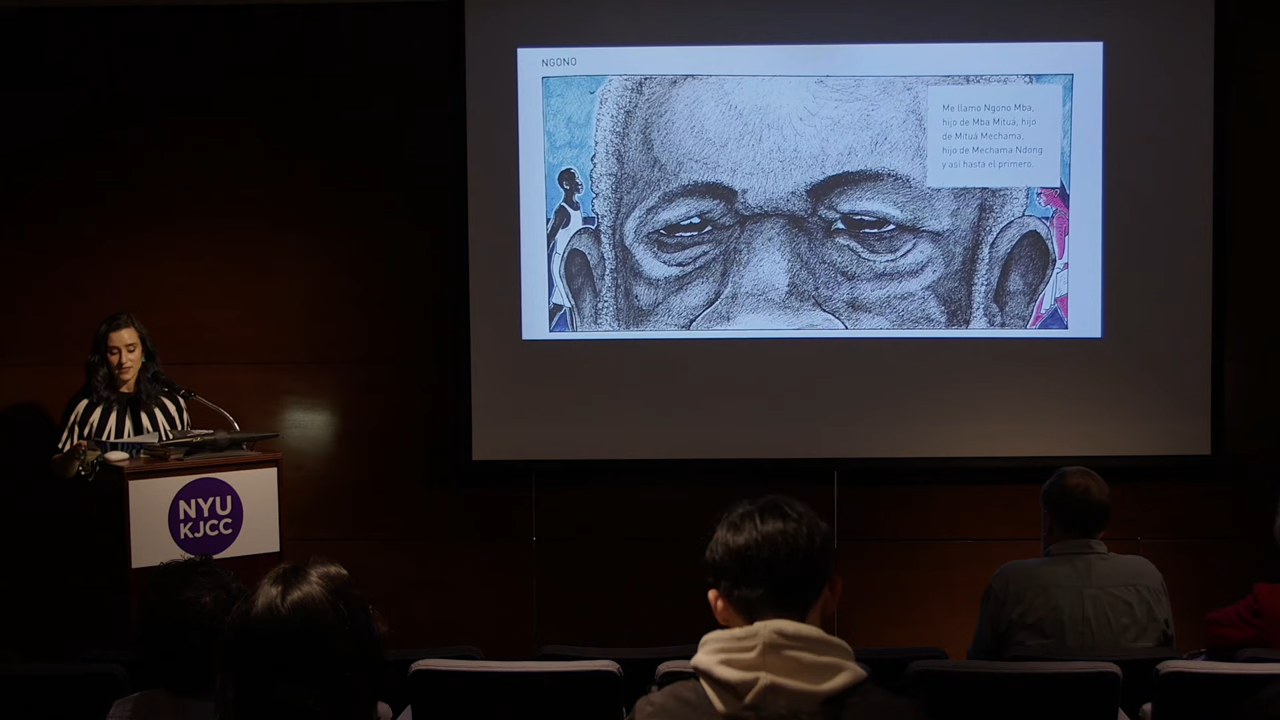 NGONO
Me llamo Ngono Mba,
hijo de Mba Mituá, hijo
de Mituá Mechama,
hijo de Mechama Ndong
y así hasta el primero.
NYU
KJCC